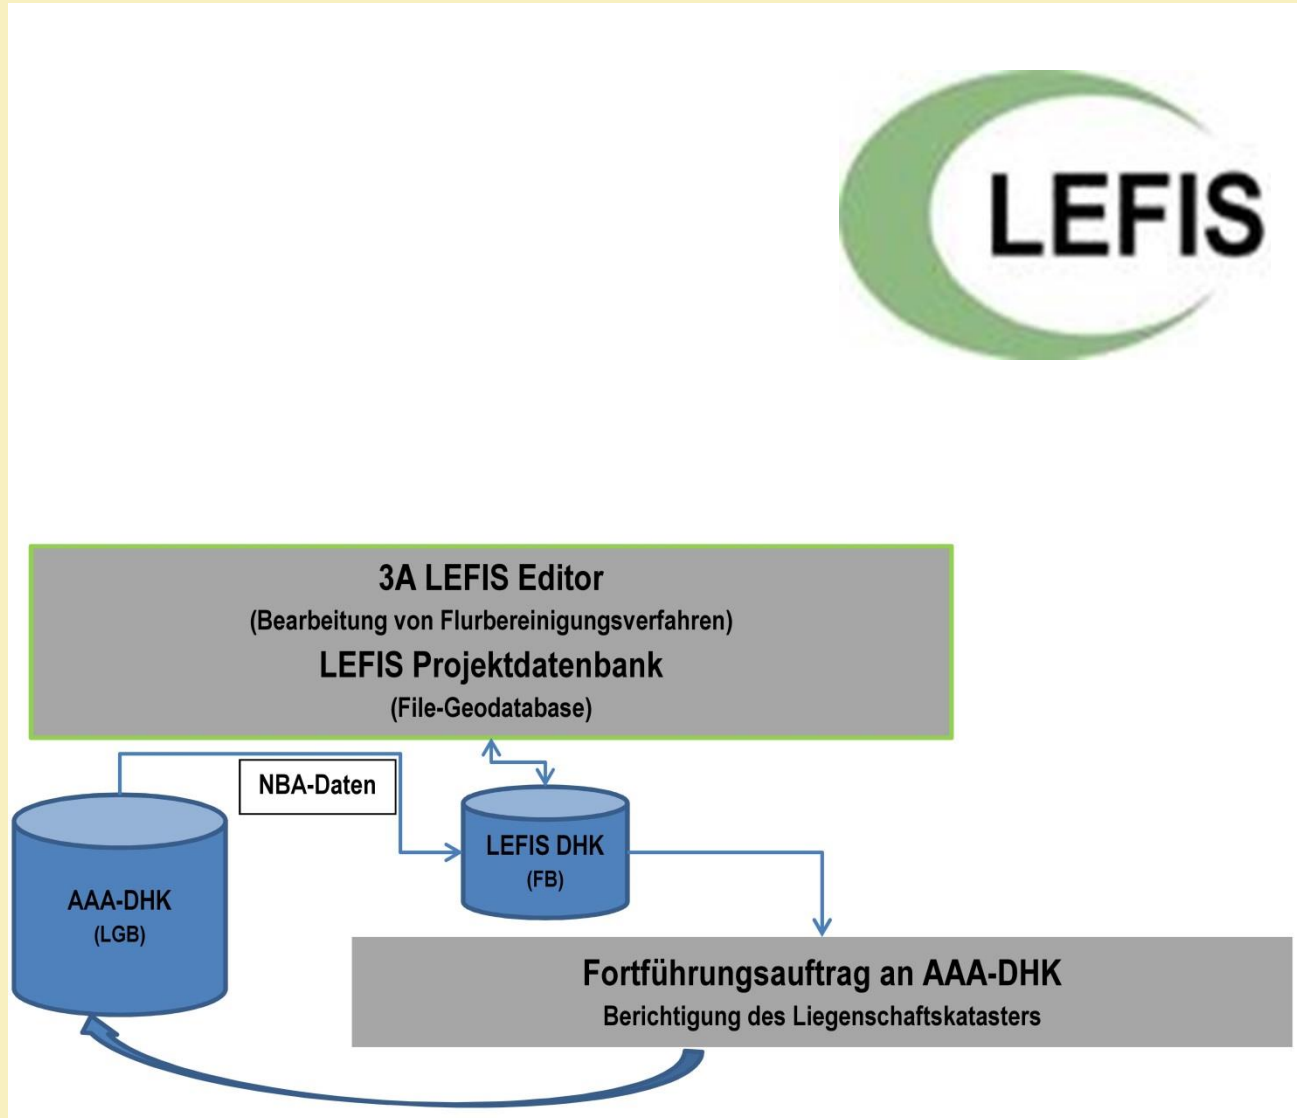 LEFIS
3A LEFIS Editor
(Bearbeitung von Flurbereinigungsverfahren)
LEFIS Projektdatenbank
(File-Geodatabase)
NBA-Daten
LEFIS DHK
(FB)
AAA-DHK
(LGB)
Fortführungsauftrag an AAA-DHK
Berichtigung des Liegenschaftskatasters